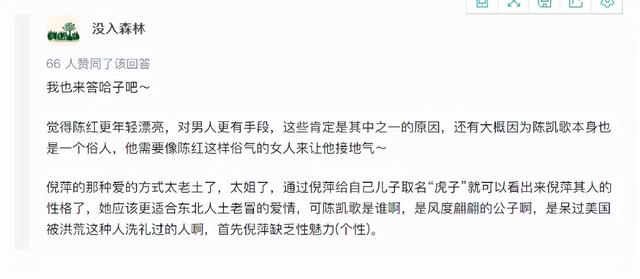 没入森林
66 人赞同了该回答
我也来答哈子吧～
觉得陈红更年轻漂亮，对男人更有手段，这些肯定是其中之一的原因，还有大概因为陈凯歌本身也
是一个俗人，他需要像陈红这样俗气的女人来让他接地气～
倪萍的那种爱的方式太老土了，太妲了，通过倪萍给自己儿子取名“虎子”就可以看出来倪萍其人的
性格了，她应该更适合东北人土老冒的爱情，可陈凯歌是谁啊，是风度翩翩的公子啊，是呆过美国
被洪荒这种人洗礼过的人啊，首先倪萍缺乏性魅力(个性)。